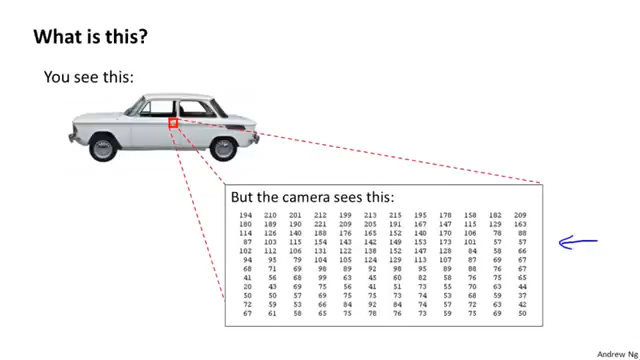 What is this?
You see this:
But the camera sees this:
194 210 201 212 199 213 215 195 178 158 182 209
180 189 190 221 209 205 191 167 147 115 129 163
114 126 140 188 176 165 152 140 170 106 78 88
87 103 115 154 143 142 149 153 173 101 57 57
102 112 106 131 122 138 152 147 128 84 58 66
94 95 79 104 105 124 129 113 107 87 69 67
68 71 69 98 89 92 98 95 89 88 76 67
41 56 68 99 63 45 60 82 58 76 75 65
20 43 69 75 56 41 51 73 55 70 63 44
50 50 57 69 75 75 73 74 53 68 59 37
72 59 53 66 84 92 84 74 57 72 63 42
67 61 58 65 75 78 76 73 59 75 69 50
Andrew Ng